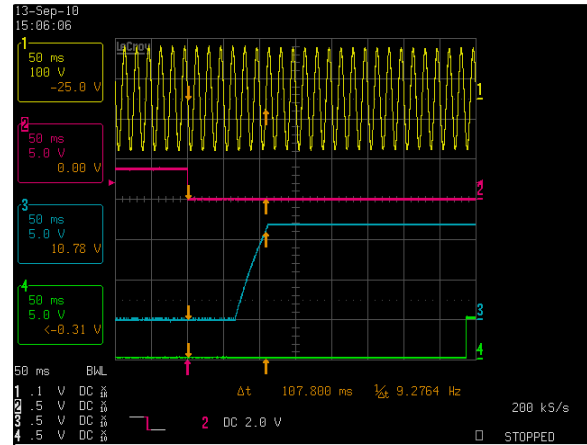 13-Sep-10
15:06:06
LeCroy
1
50 ms
100 V
-25.0 V
2
50 ms
5.0 V
0.00 V
3
50 ms
5.0 V
10.78 V
4
50 ms
5.0 V
<-0.31 V
1
2
3
4
50 ms BWL
1 .1 V DC X10
2 .5 V DC X10
3 .5 V DC X10
4 .5 V DC X10
Δt 107.800 ms 1/Δt 9.2764 Hz
2 DC 2.0 V
200 kS/s
STOPPED